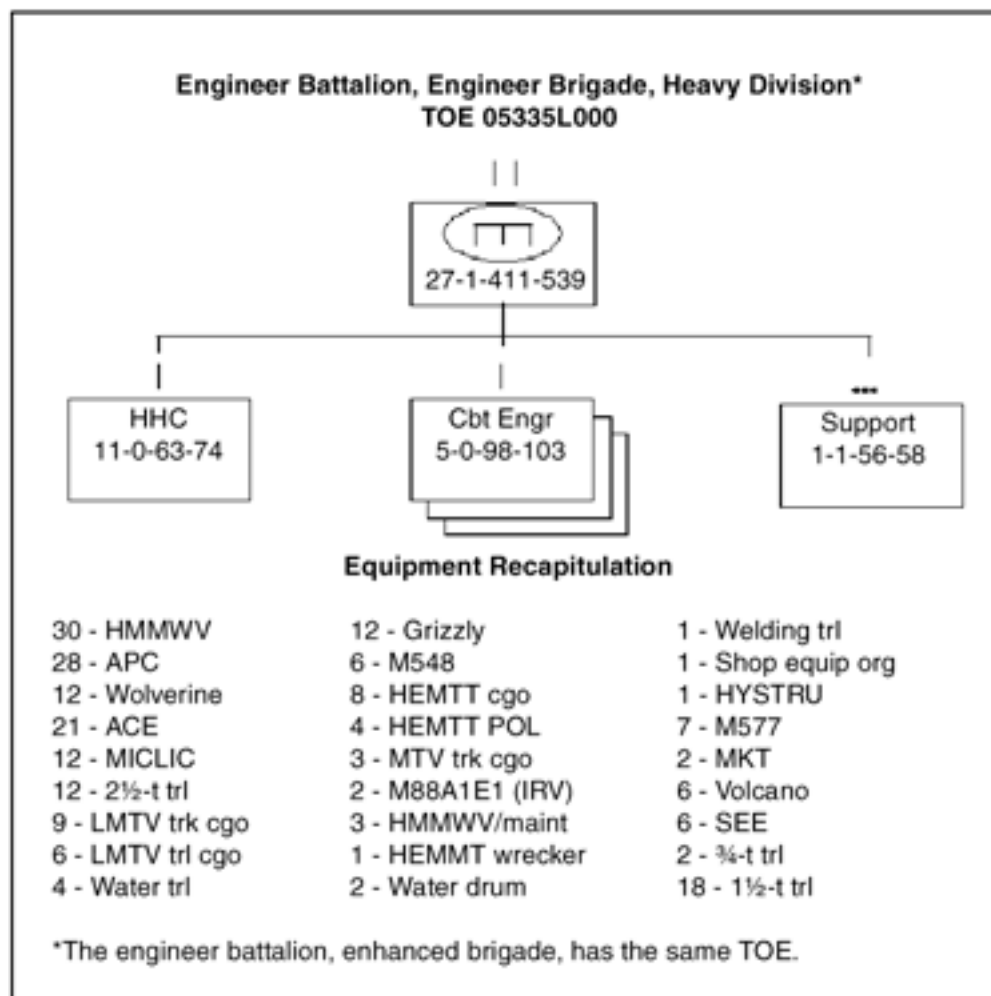 Engineer Battalion, Engineer Brigade, Heavy Division*
TOE 05335L000
27-1-411-539
HHC
11-0-63-74
Cbt Engr
5-0-98-103
Support
1-1-56-58
Equipment Recapitulation
30 - HMMWV
28 - APC
12 - Wolverine
21 - ACE
12 - MICLIC
12 - 2½-t trl
9 - LMTV trk cgo
6 - LMTV trl cgo
4 - Water trl
12 - Grizzly
6 - M548
8 - HEMTT cgo
4 - HEMTT POL
3 - MTV trk cgo
2 - M88A1E1 (IRV)
3 - HMMWV/maint
1 - HEMMT wrecker
2 - Water drum
1 - Welding trl
1 - Shop equip org
1 - HYSTRU
7 - M577
2 - MKT
6 - Volcano
6 - SEE
2 - ¾-t trl
18 - 1½-t trl
*The engineer battalion, enhanced brigade, has the same TOE.